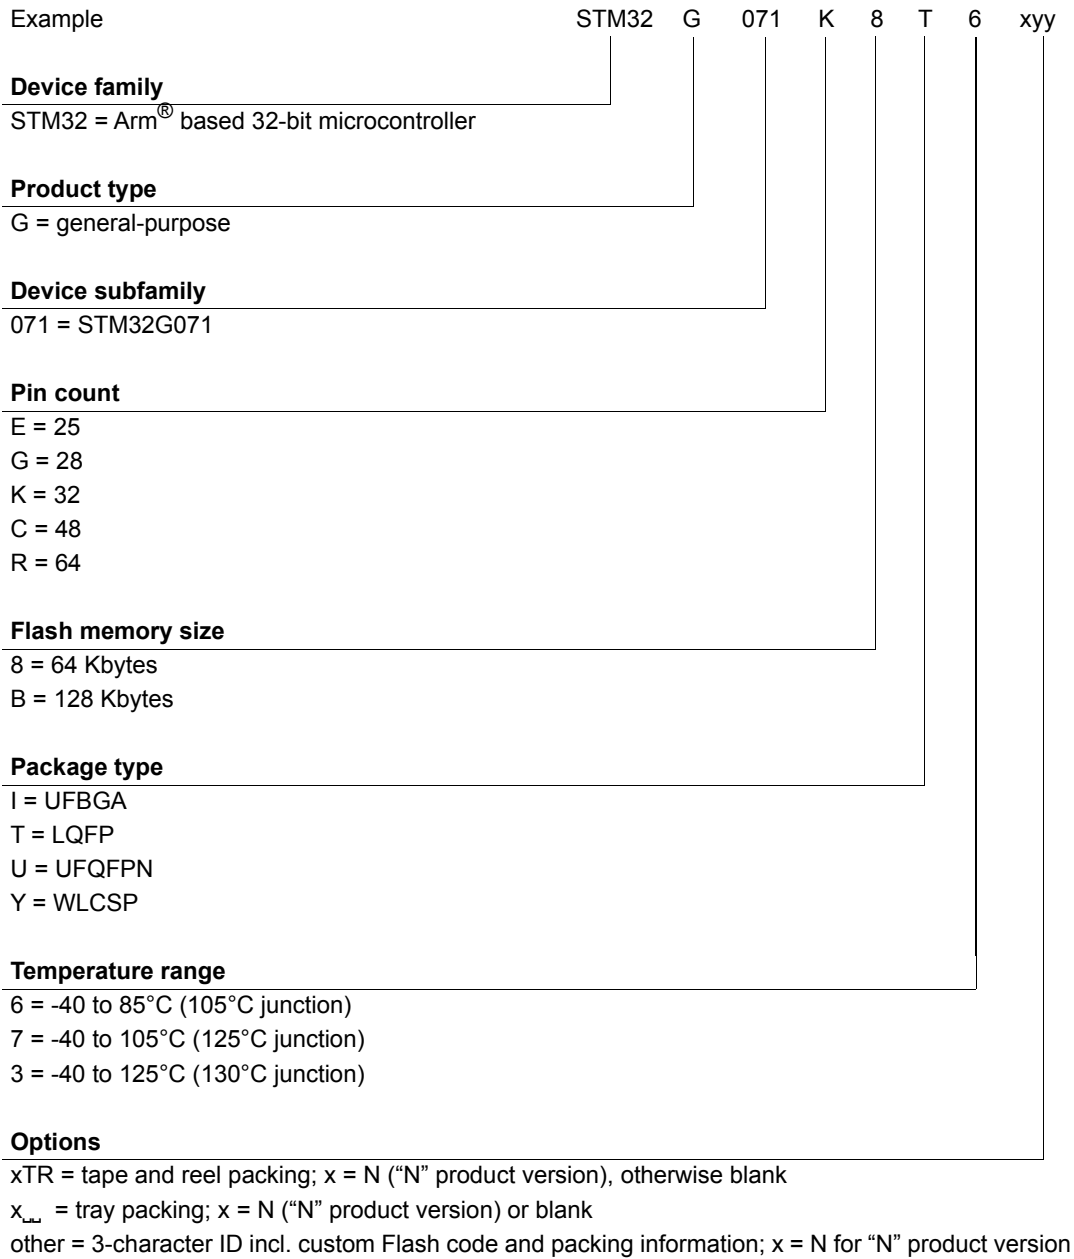 Example STM32 G 071 K 8 T 6 xyy
Device family
STM32 = Arm® based 32-bit microcontroller
Product type
G = general-purpose
Device subfamily
071 = STM32G071
Pin count
E = 25
G = 28
K = 32
C = 48
R = 64
Flash memory size
8 = 64 Kbytes
B = 128 Kbytes
Package type
I = UFBGA
T = LQFP
U = UFQFPN
Y = WLCSP
Temperature range
6 = -40 to 85°C (105°C junction)
7 = -40 to 105°C (125°C junction)
3 = -40 to 125°C (130°C junction)
Options
xTR = tape and reel packing; x = N (“N” product version), otherwise blank
x␣␣ = tray packing; x = N (“N” product version) or blank
other = 3-character ID incl. custom Flash code and packing information; x = N for “N” product version